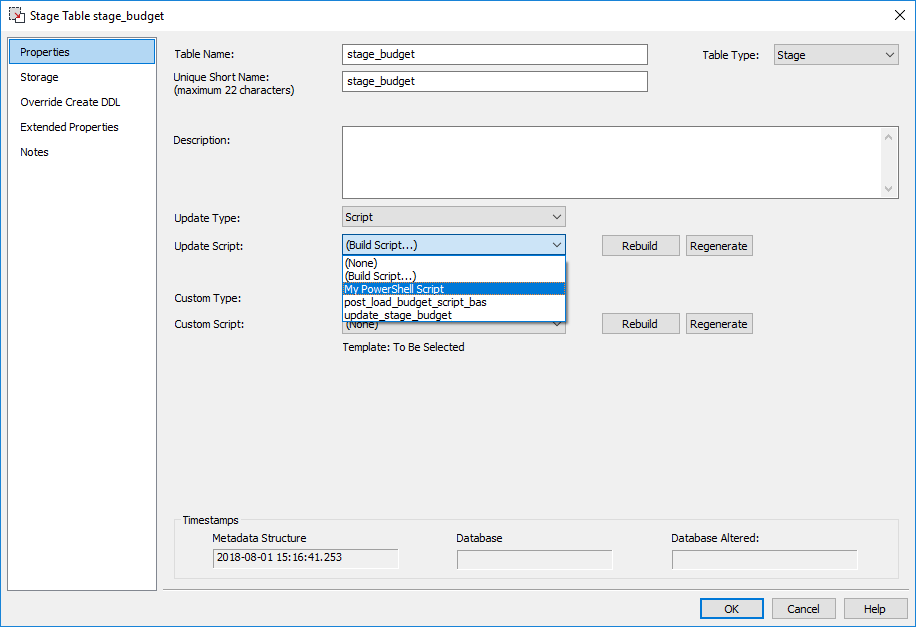 Stage Table stage_budget
Properties
Storage
Override Create DDL
Extended Properties
Notes
Table Name:
stage_budget
Table Type:
Stage
Unique Short Name:
(maximum 22 characters)
stage_budget
Description:
Update Type:
Script
Update Script:
(Build Script...)
Rebuild
Regenerate
(None)
(Build Script...)
My PowerShell Script
post_load_budget_script_bas
update_stage_budget
Custom Type:
Custom Script:
(None)
Rebuild
Regenerate
Template: To Be Selected
Timestamps
Metadata Structure
Database
Database Altered:
2018-08-01 15:16:41.253
OK
Cancel
Help